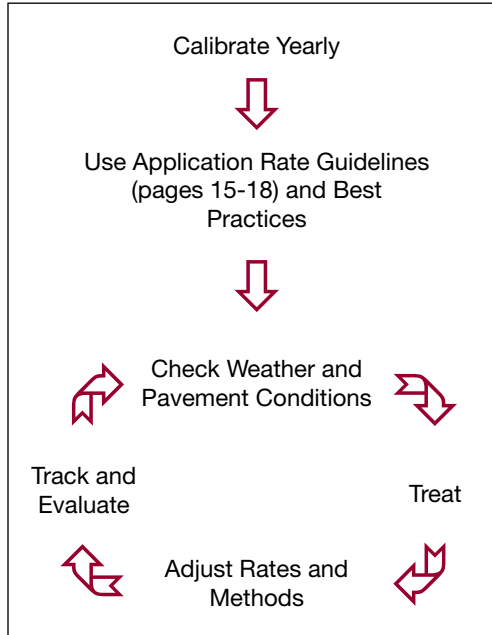 Calibrate Yearly
Use Application Rate Guidelines
(pages 15-18) and Best
Practices
Check Weather and
Pavement Conditions
Treat
Adjust Rates and
Methods
Track and
Evaluate